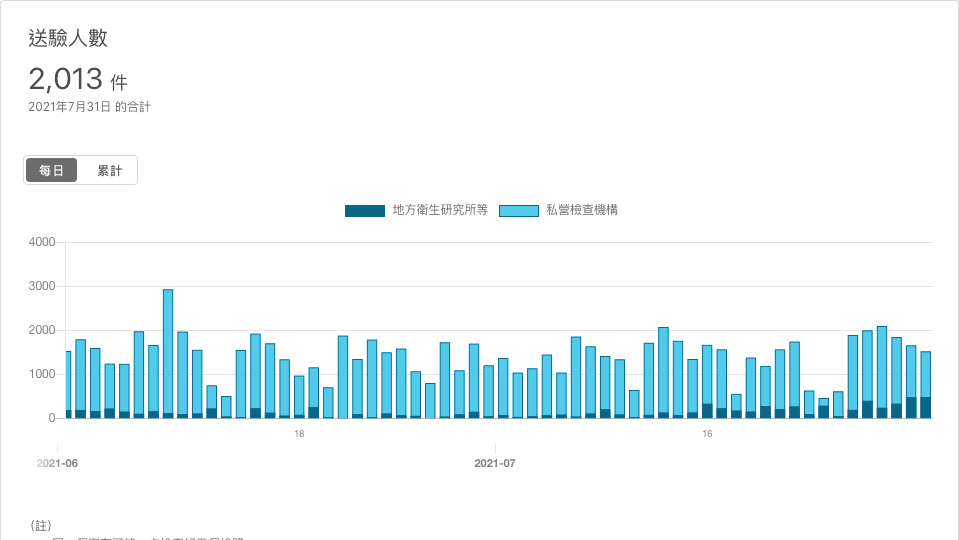 送驗人數
2,013 件
2021年7月31日 的合計
每日 累計
地方衛生研究所等 私營檢查機構
4000
3000
2000
1000
0
18 16
2021-06 2021-07
(註)